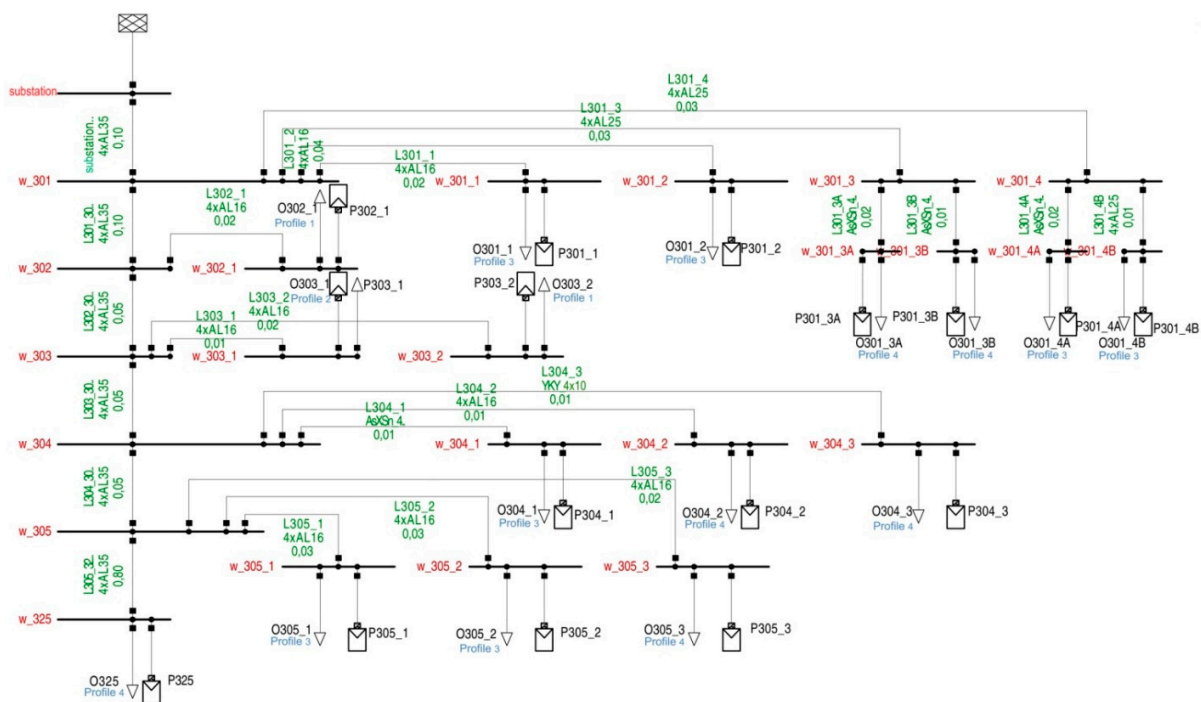 substation
substation..
4xAL35
0,10
L301_4
4xAL25
0,03
L301_3
4xAL25
0,03
L301_2
4xAL16
0,04
L301_1
4xAL16
0,02
w_301
w_301_1
w_301_2
w_301_3
w_301_4
L301_30..
4xAL35
0,10
L302_1
4xAL16
0,02
O302_1
Profile 1
P302_1
O301_1
Profile 3
P301_1
O301_2
Profile 3
P301_2
L301_3A
AsXSn_4.
0,02
L301_3B
AsXSn_4.
0,01
L301_4A
AsXSn_4.
0,02
L301_4B
4xAL25
0,01
w_302
w_302_1
w_301_3A
w_301_3B
w_301_4A
w_301_4B
L302_30..
4xAL35
0,05
L303_1
4xAL16
0,01
L303_2
4xAL16
0,02
O303_1
Profile 2
P303_1
P303_2
O303_2
Profile 1
P301_3A
O301_3A
Profile 4
P301_3B
O301_3B
Profile 4
O301_4A
Profile 3
P301_4A
O301_4B
Profile 3
P301_4B
w_303
w_303_1
w_303_2
L303_30..
4xAL35
0,05
L304_3
YKY 4x10
0,01
L304_2
4xAL16
0,01
L304_1
AsXSn_4.
0,01
w_304
w_304_1
w_304_2
w_304_3
L304_30..
4xAL35
0,05
O304_1
Profile 3
P304_1
O304_2
Profile 4
P304_2
O304_3
Profile 4
P304_3
L305_3
4xAL16
0,02
L305_2
4xAL16
0,03
L305_1
4xAL16
0,03
w_305
w_305_1
w_305_2
w_305_3
L305_32..
4xAL35
0,80
O305_1
Profile 3
P305_1
O305_2
Profile 3
P305_2
O305_3
Profile 4
P305_3
w_325
O325
Profile 4
P325